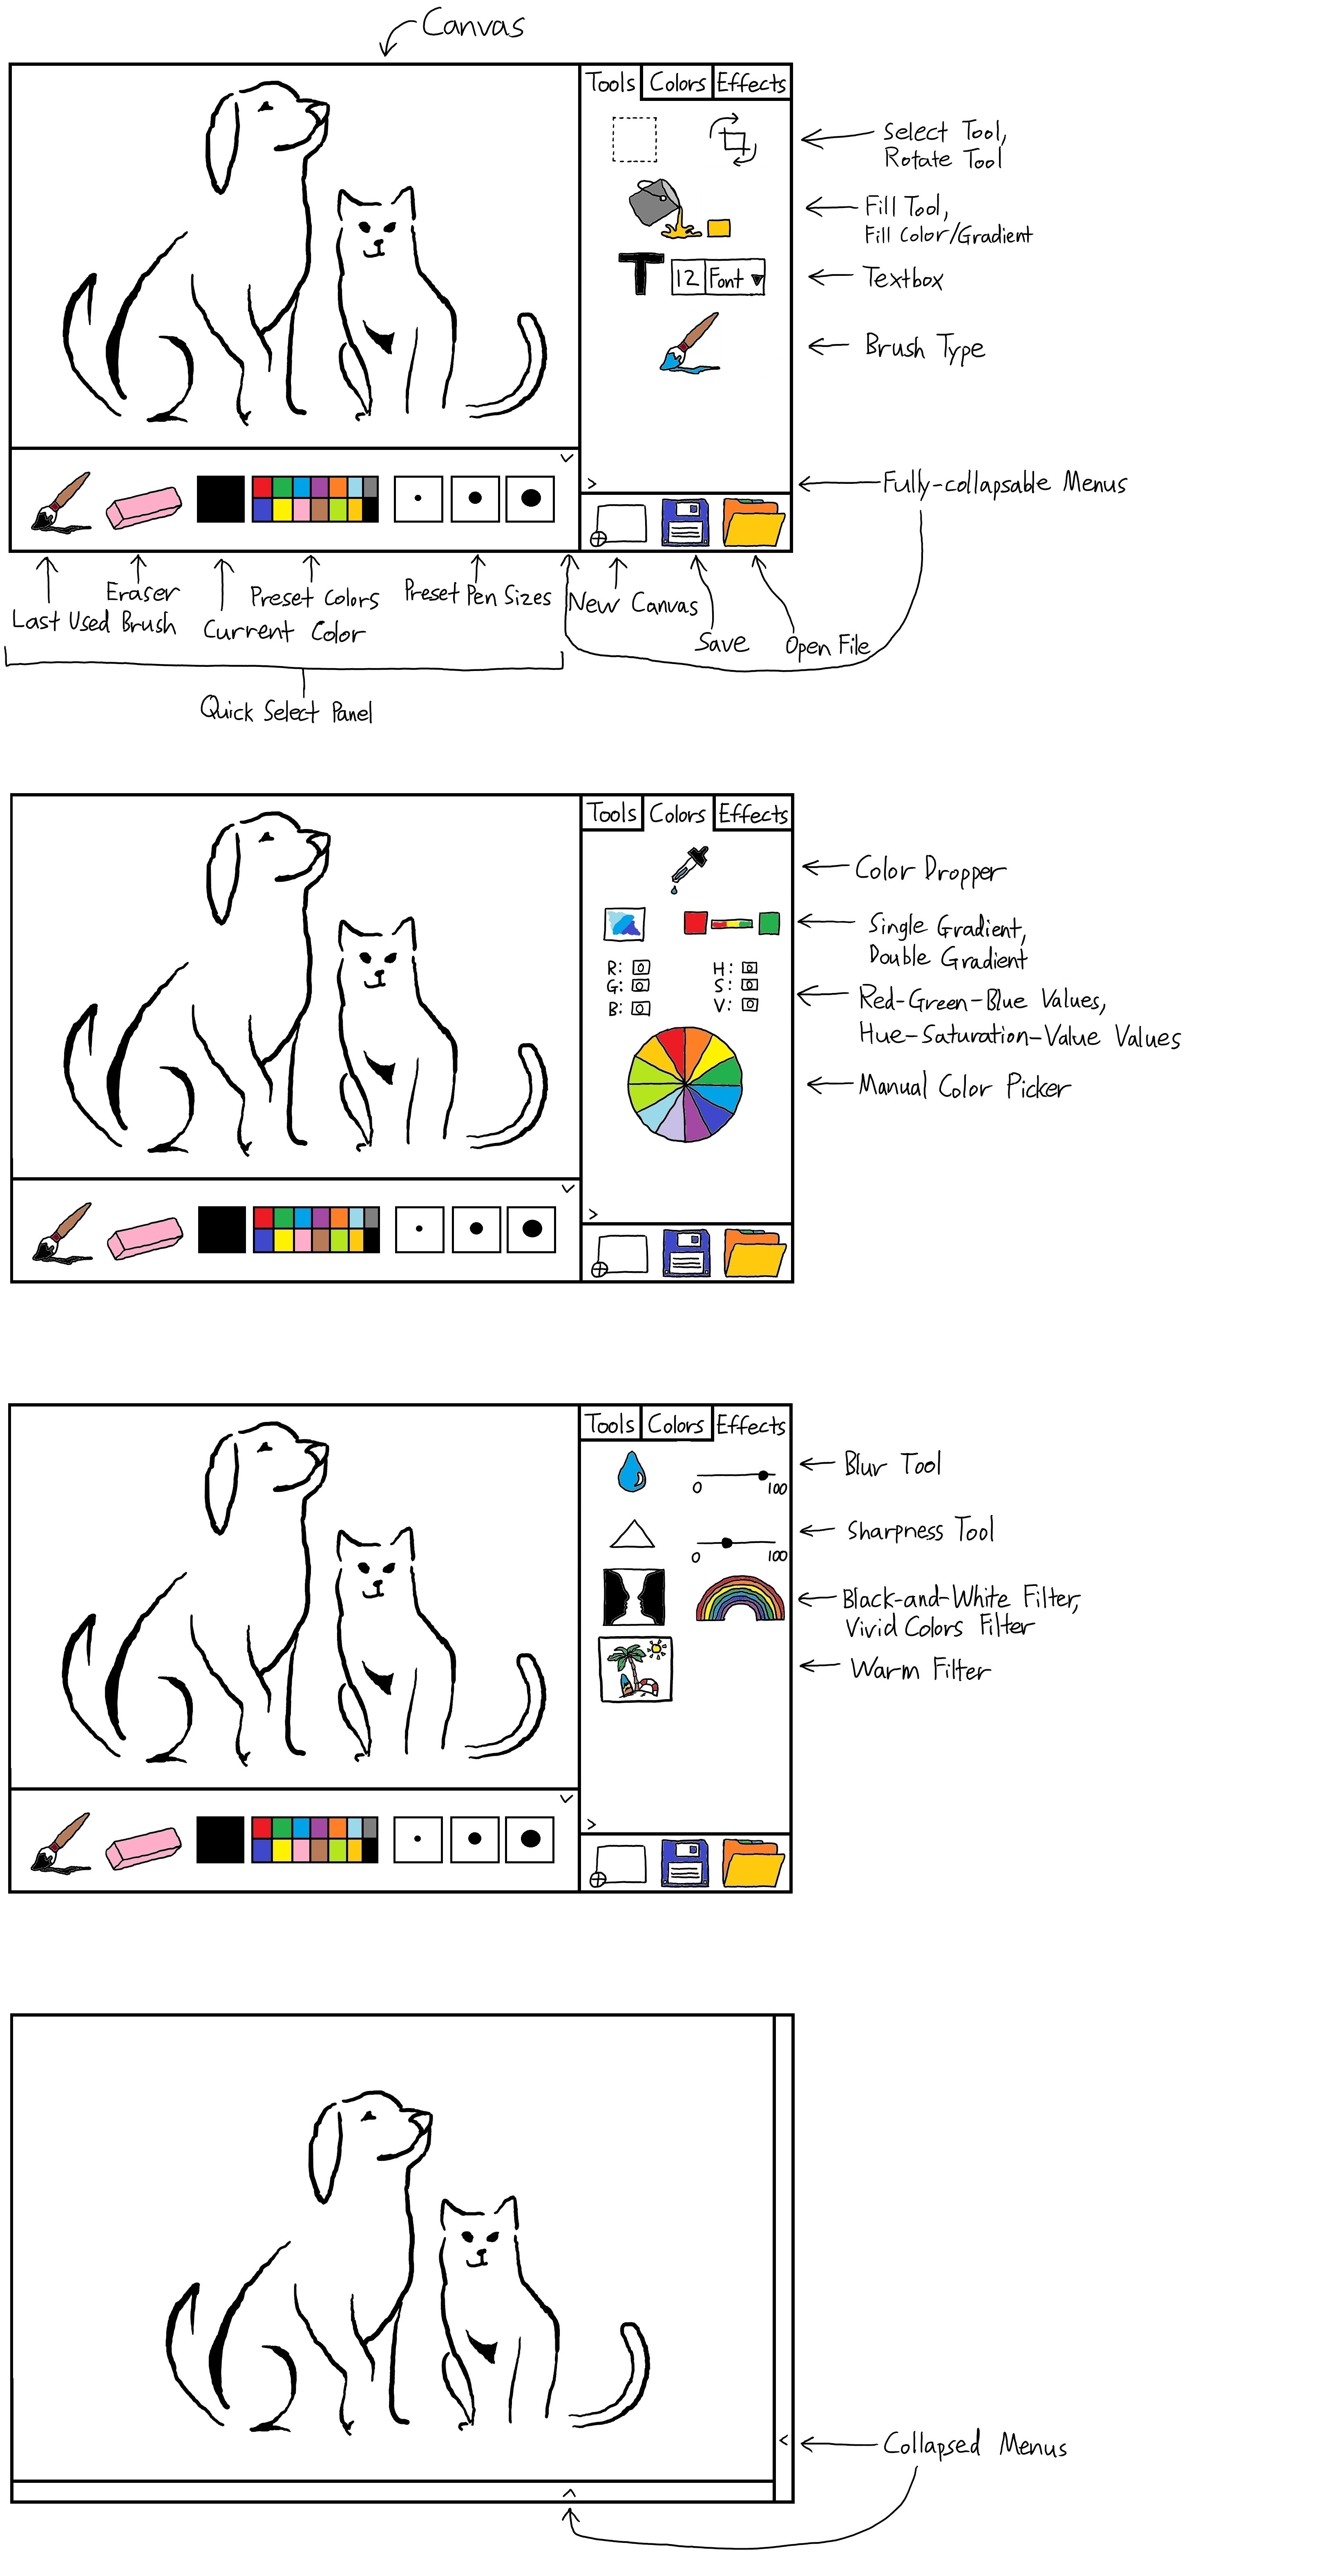 Canvas
Tools Colors Effects
Select Tool,
Rotate Tool
Fill Tool,
Fill Color/Gradient
12 Font
Textbox
Brush Type
Fully-collapsable Menus
Eraser
Last Used Brush
Current Color
Preset Colors
Preset Pen Sizes
New Canvas
Save
Open File
Quick Select Panel
Tools Colors Effects
Color Dropper
Single Gradient,
Double Gradient
R: 0 H: 0
G: 0 S: 0
B: 0 V: 0
Red-Green-Blue Values,
Hue-Saturation-Value Values
Manual Color Picker
Tools Colors Effects
Blur Tool
0 100
Sharpness Tool
0 100
Black-and-White Filter,
Vivid Colors Filter
Warm Filter
Collapsed Menus